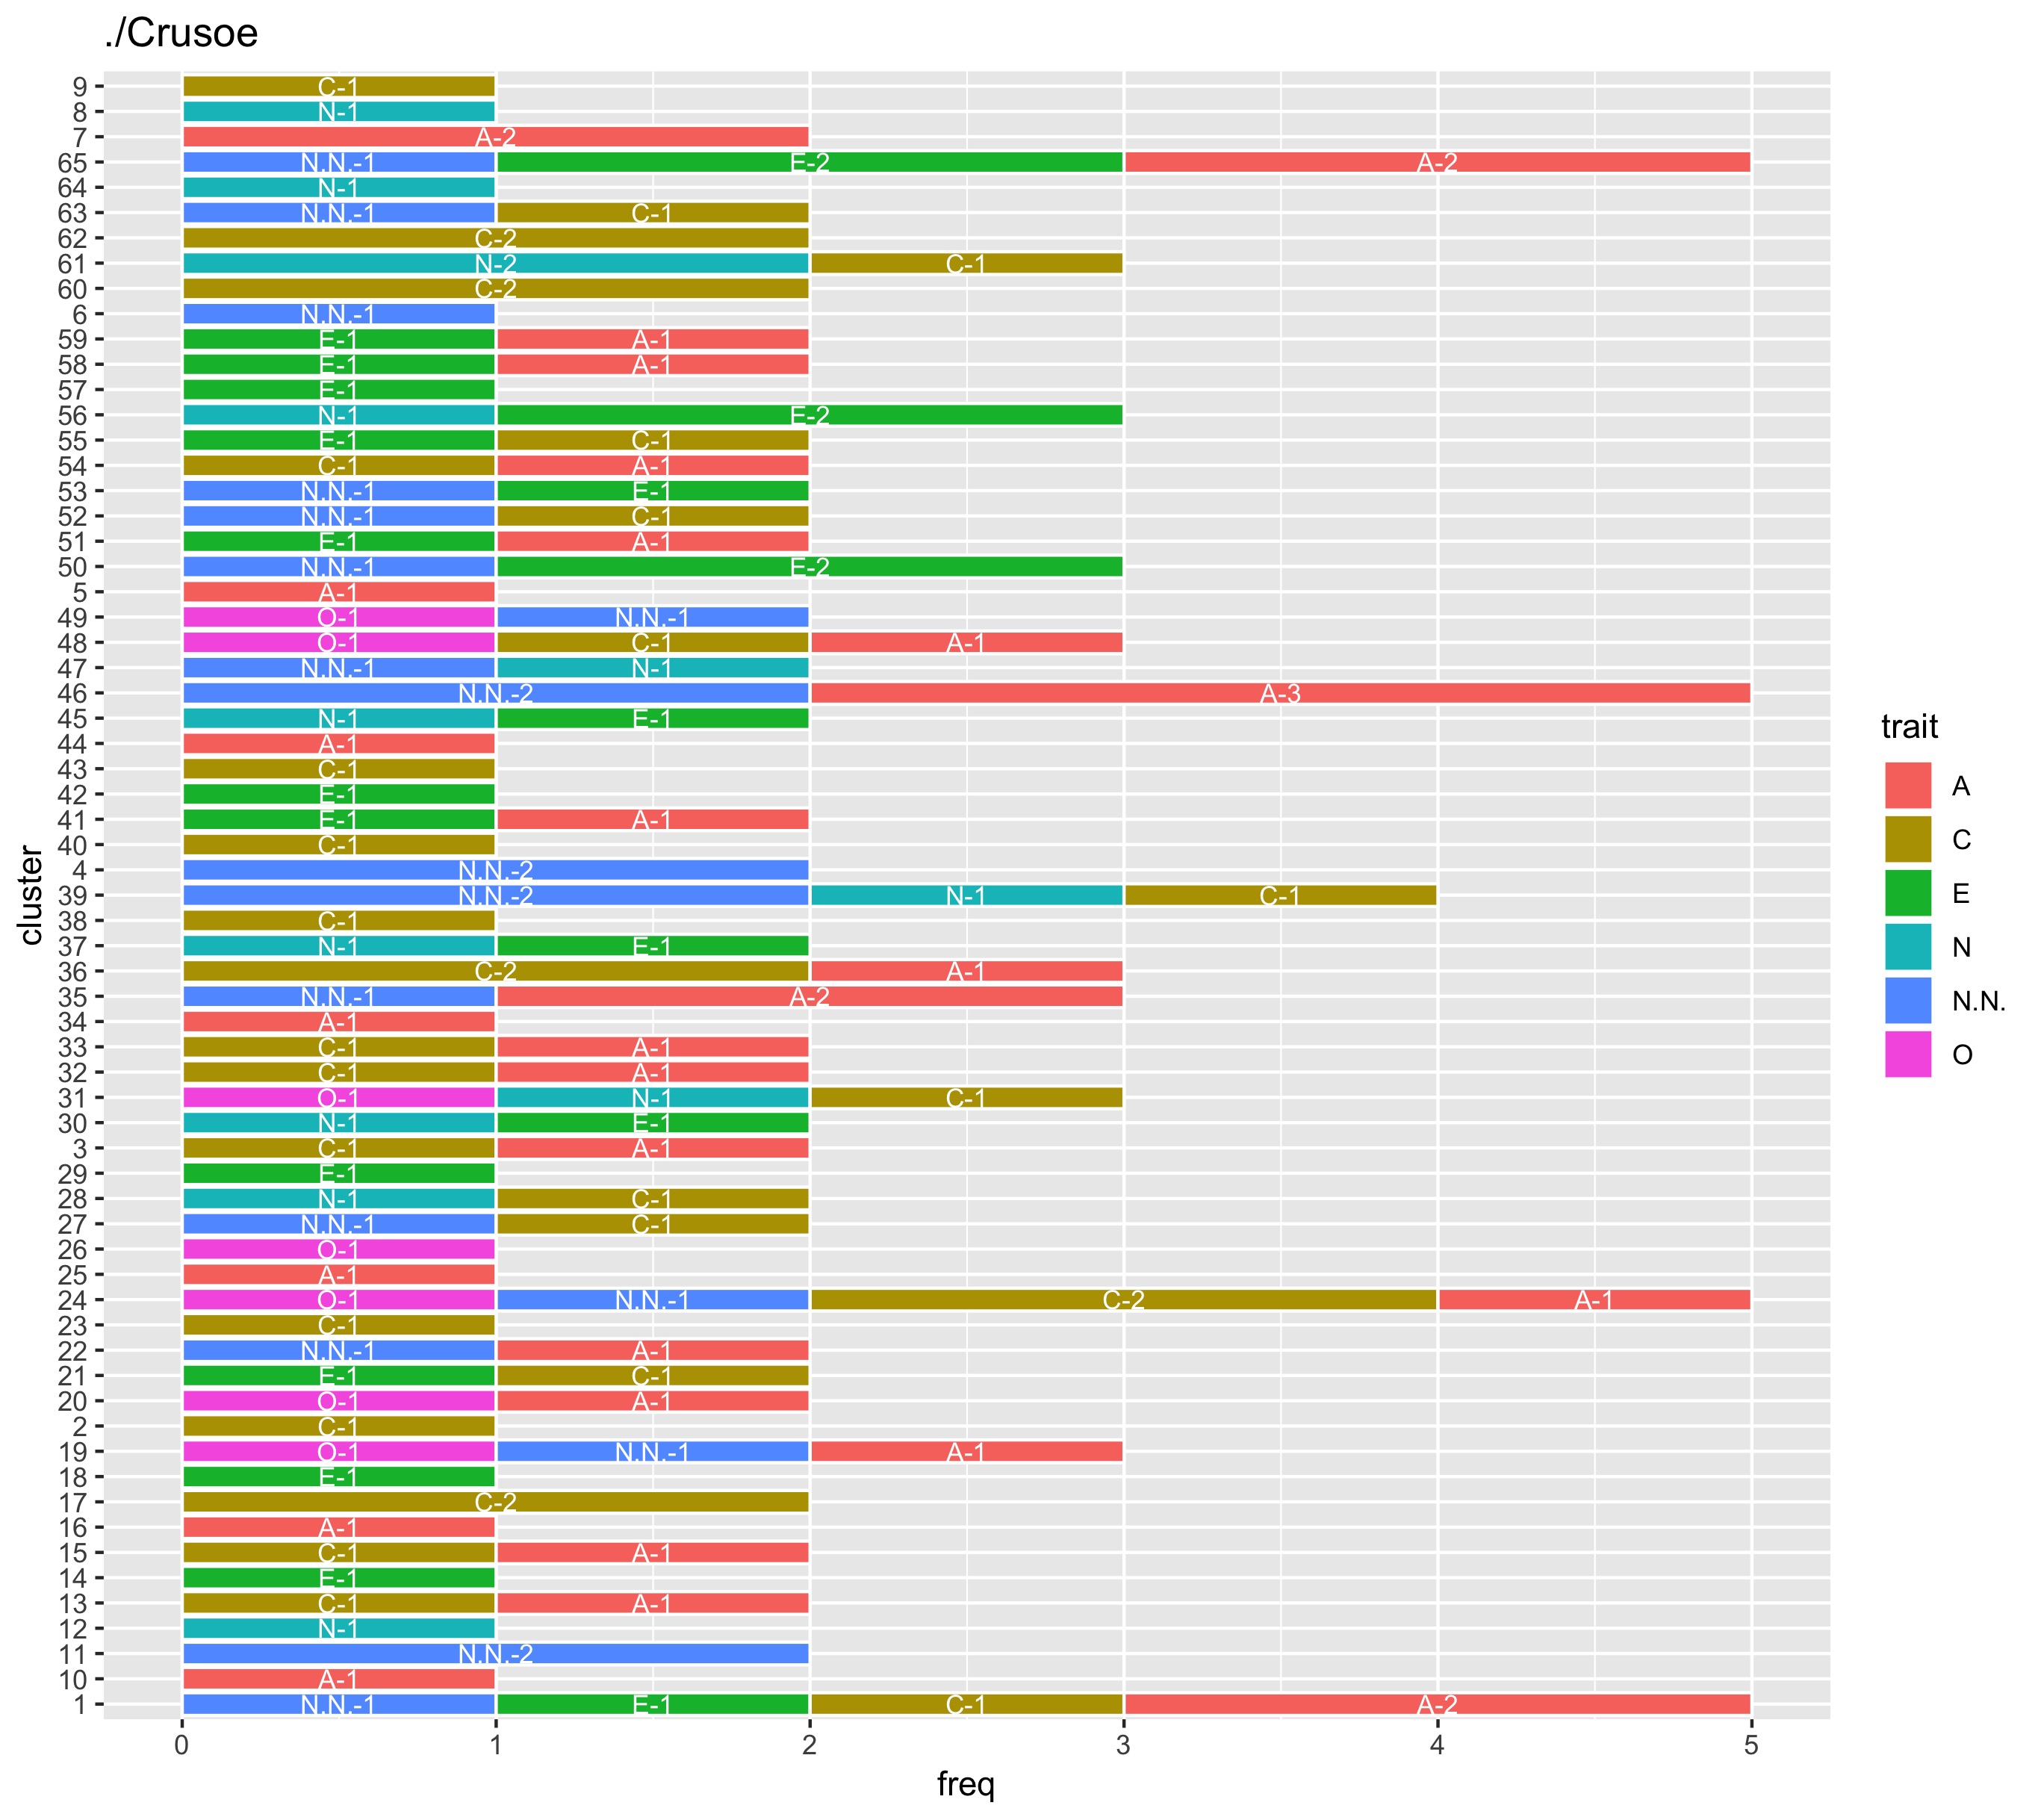 ./Crusoe
9 C-1
8 N-1
7 A-2
65 N.N.-1 E-2 A-2
64 N-1
63 N.N.-1 C-1
62 C-2
61 N-2 C-1
60 C-2
6 N.N.-1
59 E-1 A-1
58 E-1 A-1
57 E-1
56 N-1 E-2
55 E-1 C-1
54 C-1 A-1
53 N.N.-1 E-1
52 N.N.-1 C-1
51 E-1 A-1
50 N.N.-1 E-2
5 A-1
49 O-1 N.N.-1
48 O-1 C-1 A-1
47 N.N.-1 N-1
46 N.N.-2 A-3
45 N-1 E-1
44 A-1
43 C-1
42 E-1
41 E-1 A-1
40 C-1
4 N.N.-2
39 N.N.-2 N-1 C-1
38 C-1
37 N-1 E-1
36 C-2 A-1
35 N.N.-1 A-2
34 A-1
33 C-1 A-1
32 C-1 A-1
31 O-1 N-1 C-1
30 N-1 E-1
3 C-1 A-1
29 E-1
28 N-1 C-1
27 N.N.-1 C-1
26 O-1
25 A-1
24 O-1 N.N.-1 C-2 A-1
23 C-1
22 N.N.-1 A-1
21 E-1 C-1
20 O-1 A-1
2 C-1
19 O-1 N.N.-1 A-1
18 E-1
17 C-2
16 A-1
15 C-1 A-1
14 E-1
13 C-1 A-1
12 N-1
11 N.N.-2
10 A-1
1 N.N.-1 E-1 C-1 A-2
0 1 2 3 4 5
freq
cluster
trait
A
C
E
N
N.N.
O